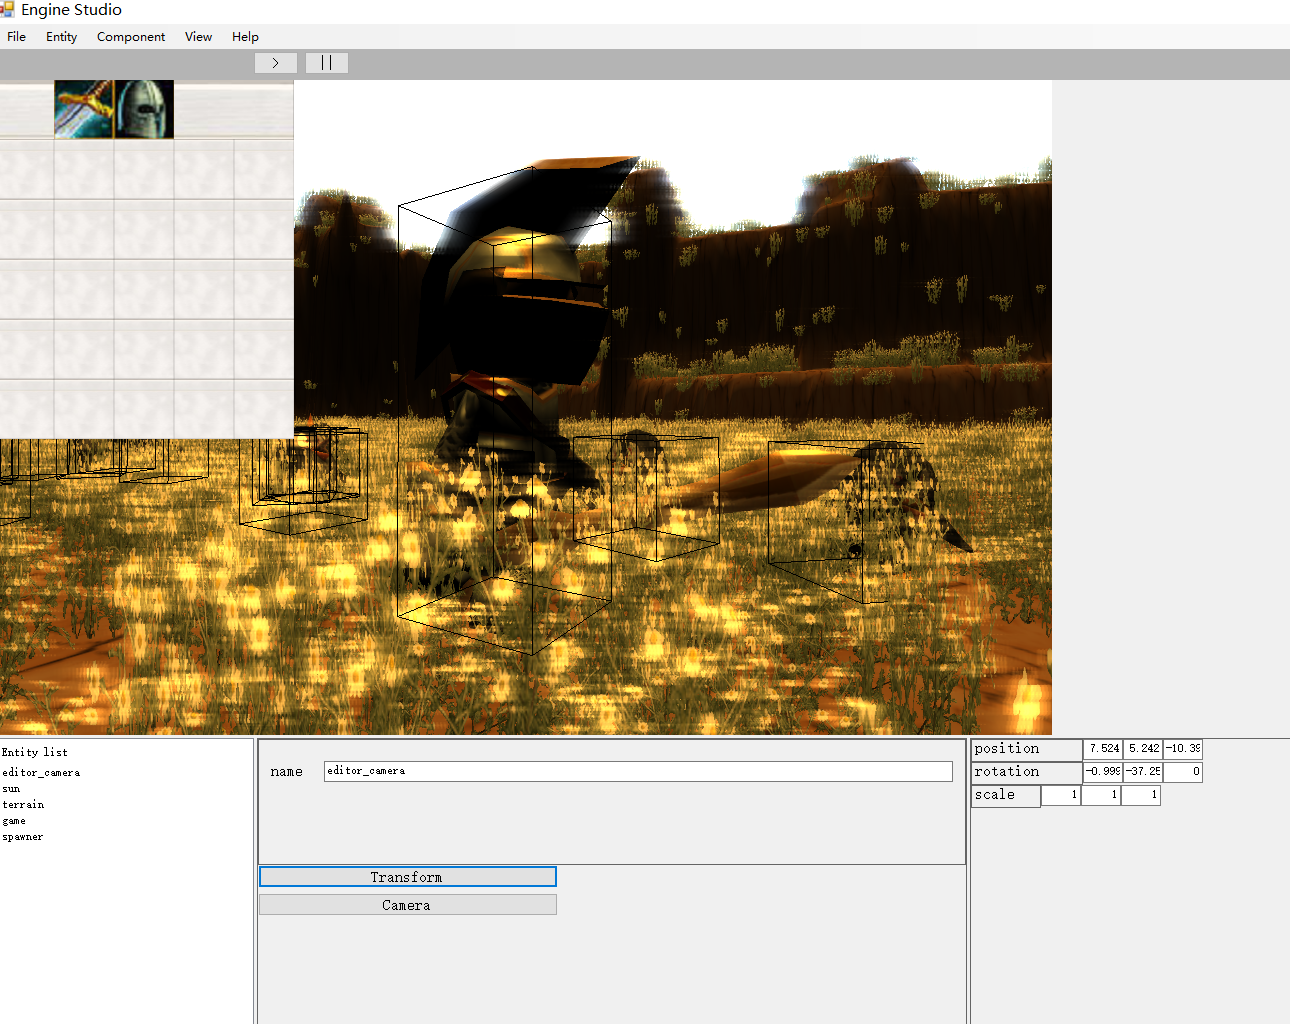 Engine Studio
File Entity Component View Help
> ||
Entity list
editor_camera
sun
terrain
game
spawner
name editor_camera
Transform
Camera
position 7.524 5.242 -10.39
rotation -0.999 -37.25 0
scale 1 1 1